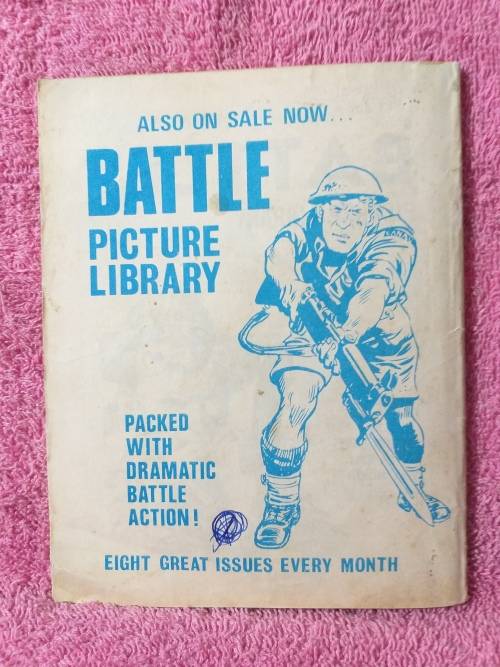 ALSO ON SALE NOW...
BATTLE
PICTURE
LIBRARY
PACKED
WITH
DRAMATIC
BATTLE
ACTION!
EIGHT GREAT ISSUES EVERY MONTH